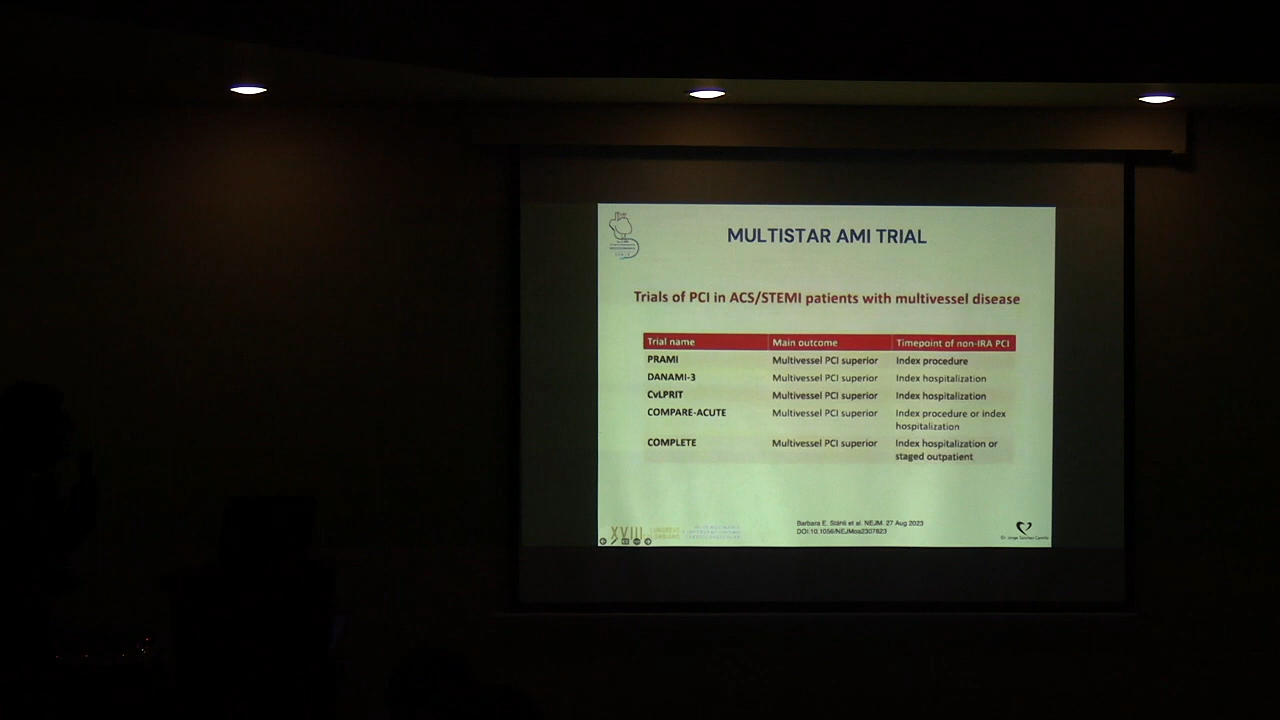 MULTISTAR AMI TRIAL
Trials of PCI in ACS/STEMI patients with multivessel disease
Trial name Main outcome Timepoint of non-IRA PCI
PRAMI Multivessel PCI superior Index procedure
DANAMI-3 Multivessel PCI superior Index hospitalization
CvLPRIT Multivessel PCI superior Index hospitalization
COMPARE-ACUTE Multivessel PCI superior Index procedure or index
hospitalization
COMPLETE Multivessel PCI superior Index hospitalization or
staged outpatient
Barbara E. Stähli et al. NEJM. 27 Aug 2023
DOI:10.1056/NEJMoa2307823
XVIII